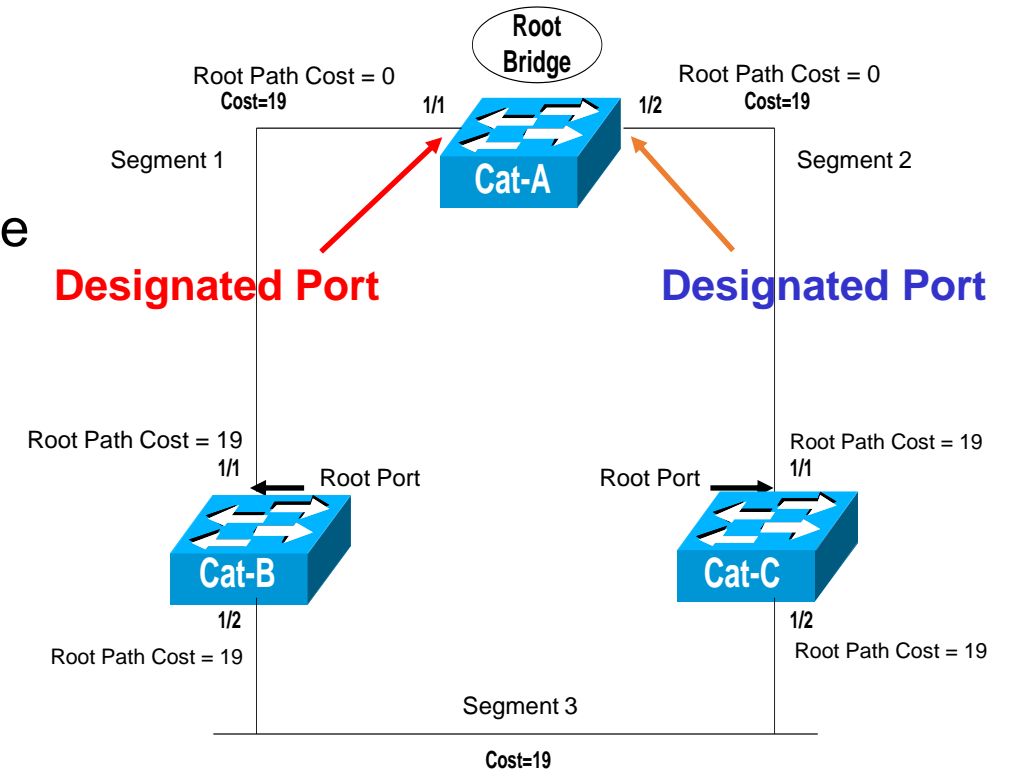 Root
Bridge
Root Path Cost = 0
Root Path Cost = 0
Cost=19
1/1
1/2
Cost=19
Segment 1
Segment 2
Cat-A
e
Designated Port
Designated Port
Root Path Cost = 19
Root Path Cost = 19
1/1
Root Port
Root Port
1/1
Cat-B
Cat-C
1/2
1/2
Root Path Cost = 19
Root Path Cost = 19
Segment 3
Cost=19